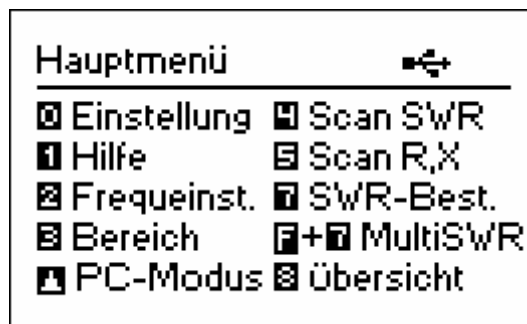 Hauptmenü
0 Einstellung 4 Scan SWR
1 Hilfe 5 Scan R,X
2 Frequeinst. 7 SWR-Best.
3 Bereich F+7 MultiSWR
PC-Modus 8 Übersicht